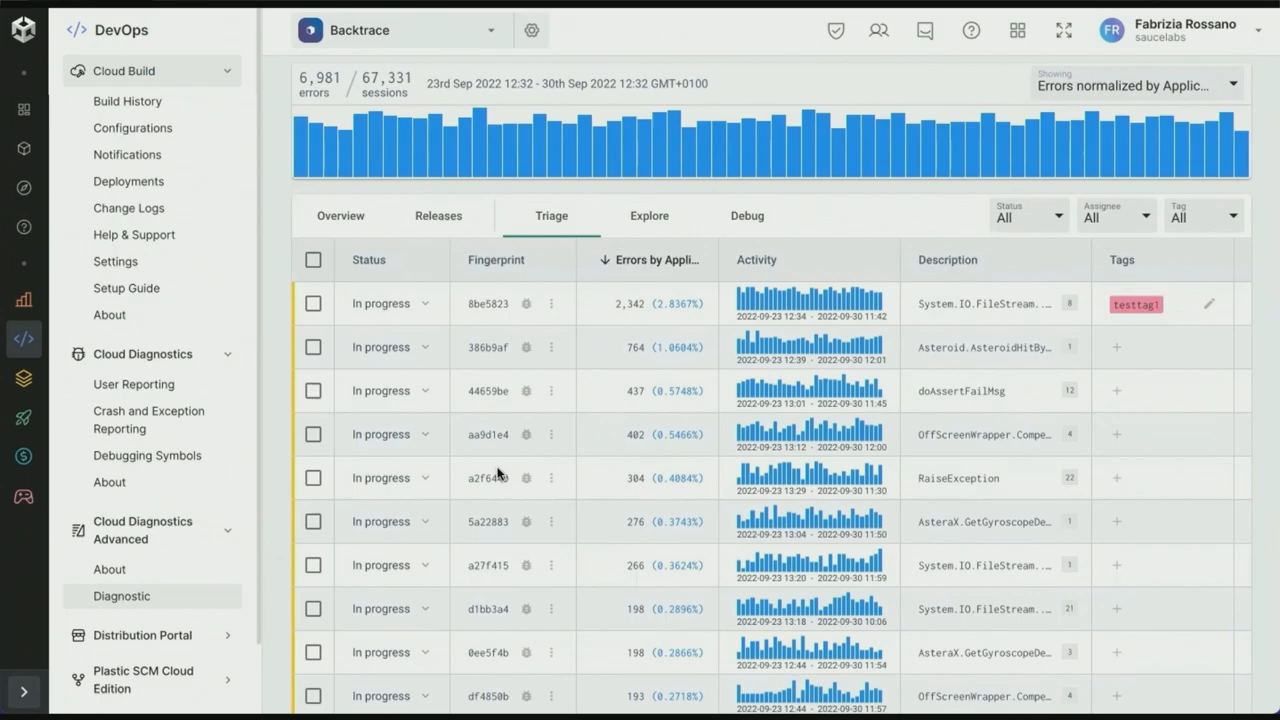 </> DevOps
Backtrace
Fabrizia Rossano
FR
saucelabs
Cloud Build
Build History
Configurations
Notifications
Deployments
Change Logs
Help & Support
Settings
Setup Guide
About
Cloud Diagnostics
User Reporting
Crash and Exception
Reporting
Debugging Symbols
About
Cloud Diagnostics
Advanced
About
Diagnostic
Distribution Portal
Plastic SCM Cloud
Edition
6,981 / 67,331
errors sessions
23rd Sep 2022 12:32 - 30th Sep 2022 12:32 GMT+0100
Showing
Errors normalized by Applic...
Overview Releases Triage Explore Debug
Status Assignee Tag
All All All
Status Fingerprint Errors by Appli... Activity Description Tags
In progress 8be5823 2,342 (2.8367%) System.IO.FileStream.... 8 testtag1
2022-09-23 12:34 - 2022-09-30 11:42
In progress 386b9af 764 (1.0604%) Asteroid.AsteroidHitBy... 1 +
2022-09-23 12:39 - 2022-09-30 12:01
In progress 44659be 437 (0.5748%) doAssertFailMsg 12 +
2022-09-23 13:01 - 2022-09-30 11:45
In progress aa9d1e4 402 (0.5466%) OffScreenWrapper.Compe... 4 +
2022-09-23 13:12 - 2022-09-30 12:00
In progress 304 (0.4084%) RaiseException 22 +
2022-09-23 13:29 - 2022-09-30 11:30
In progress 5a22883 276 (0.3743%) AsteraX.GetGyroscopeDe... 1 +
2022-09-23 13:04 - 2022-09-30 11:50
In progress a27f415 266 (0.3624%) System.IO.FileStream.... 1 +
2022-09-23 13:20 - 2022-09-30 11:59
In progress d1bb3a4 198 (0.2896%) System.IO.FileStream.... 21 +
2022-09-23 13:18 - 2022-09-30 10:06
In progress 0ee5f4b 198 (0.2866%) AsteraX.GetGyroscopeDe... 3 +
2022-09-23 12:44 - 2022-09-30 11:54
In progress df4850b 193 (0.2718%) OffScreenWrapper.Compe... 4 +
2022-09-23 12:44 - 2022-09-30 11:57